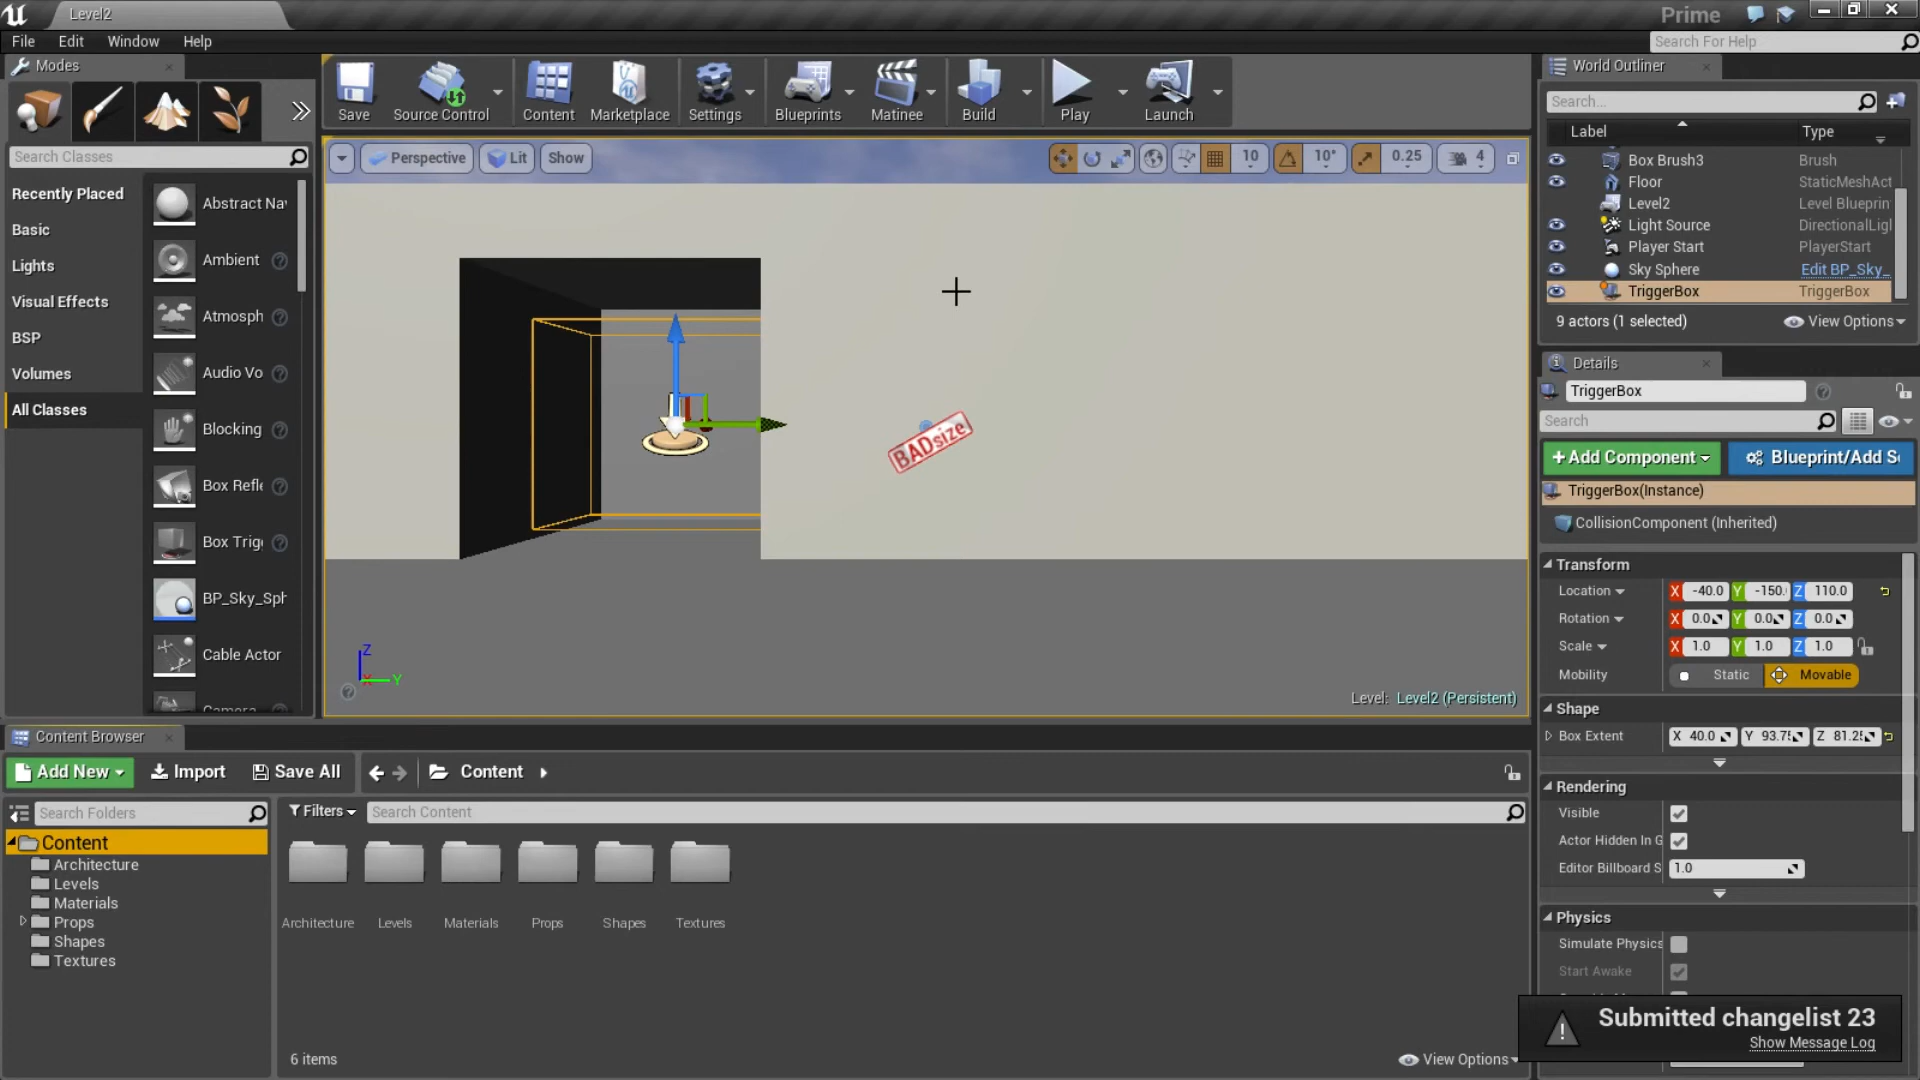 Level2
Prime
File Edit Window Help
Search For Help
Modes
Save
Source Control
Content
Marketplace
Settings
Blueprints
Matinee
Build
Play
Launch
World Outliner
Search...
Label Type
Search Classes
Perspective Lit Show
10 10° 0.25 4
Box Brush3 Brush
Floor StaticMeshAct
Level2 Level Blueprin
Light Source DirectionalLigl
Player Start PlayerStart
Sky Sphere Edit BP_Sky_
TriggerBox TriggerBox
9 actors (1 selected) View Options
Recently Placed
Basic
Lights
Visual Effects
BSP
Volumes
All Classes
Abstract Na
Ambient
Atmosph
Audio Vo
Blocking
Box Refle
Box Trig
BP_Sky_Sph
Cable Actor
Camera
BADsize
Z
X Y
Level: Level2 (Persistent)
Details
TriggerBox
Search
+Add Component Blueprint/Add S
TriggerBox(Instance)
CollisionComponent (Inherited)
Transform
Location X -40.0 Y -150. Z 110.0
Rotation X 0.0 Y 0.0 Z 0.0
Scale X 1.0 Y 1.0 Z 1.0
Mobility Static Movable
Shape
Box Extent X 40.0 Y 93.75 Z 81.25
Rendering
Visible
Actor Hidden In G
Editor Billboard S 1.0
Physics
Simulate Physics
Start Awake
Content Browser
Add New Import Save All Content
Search Folders
Filters Search Content
Content
Architecture
Levels
Materials
Props
Shapes
Textures
Architecture Levels Materials Props Shapes Textures
6 items View Options
Submitted changelist 23
Show Message Log